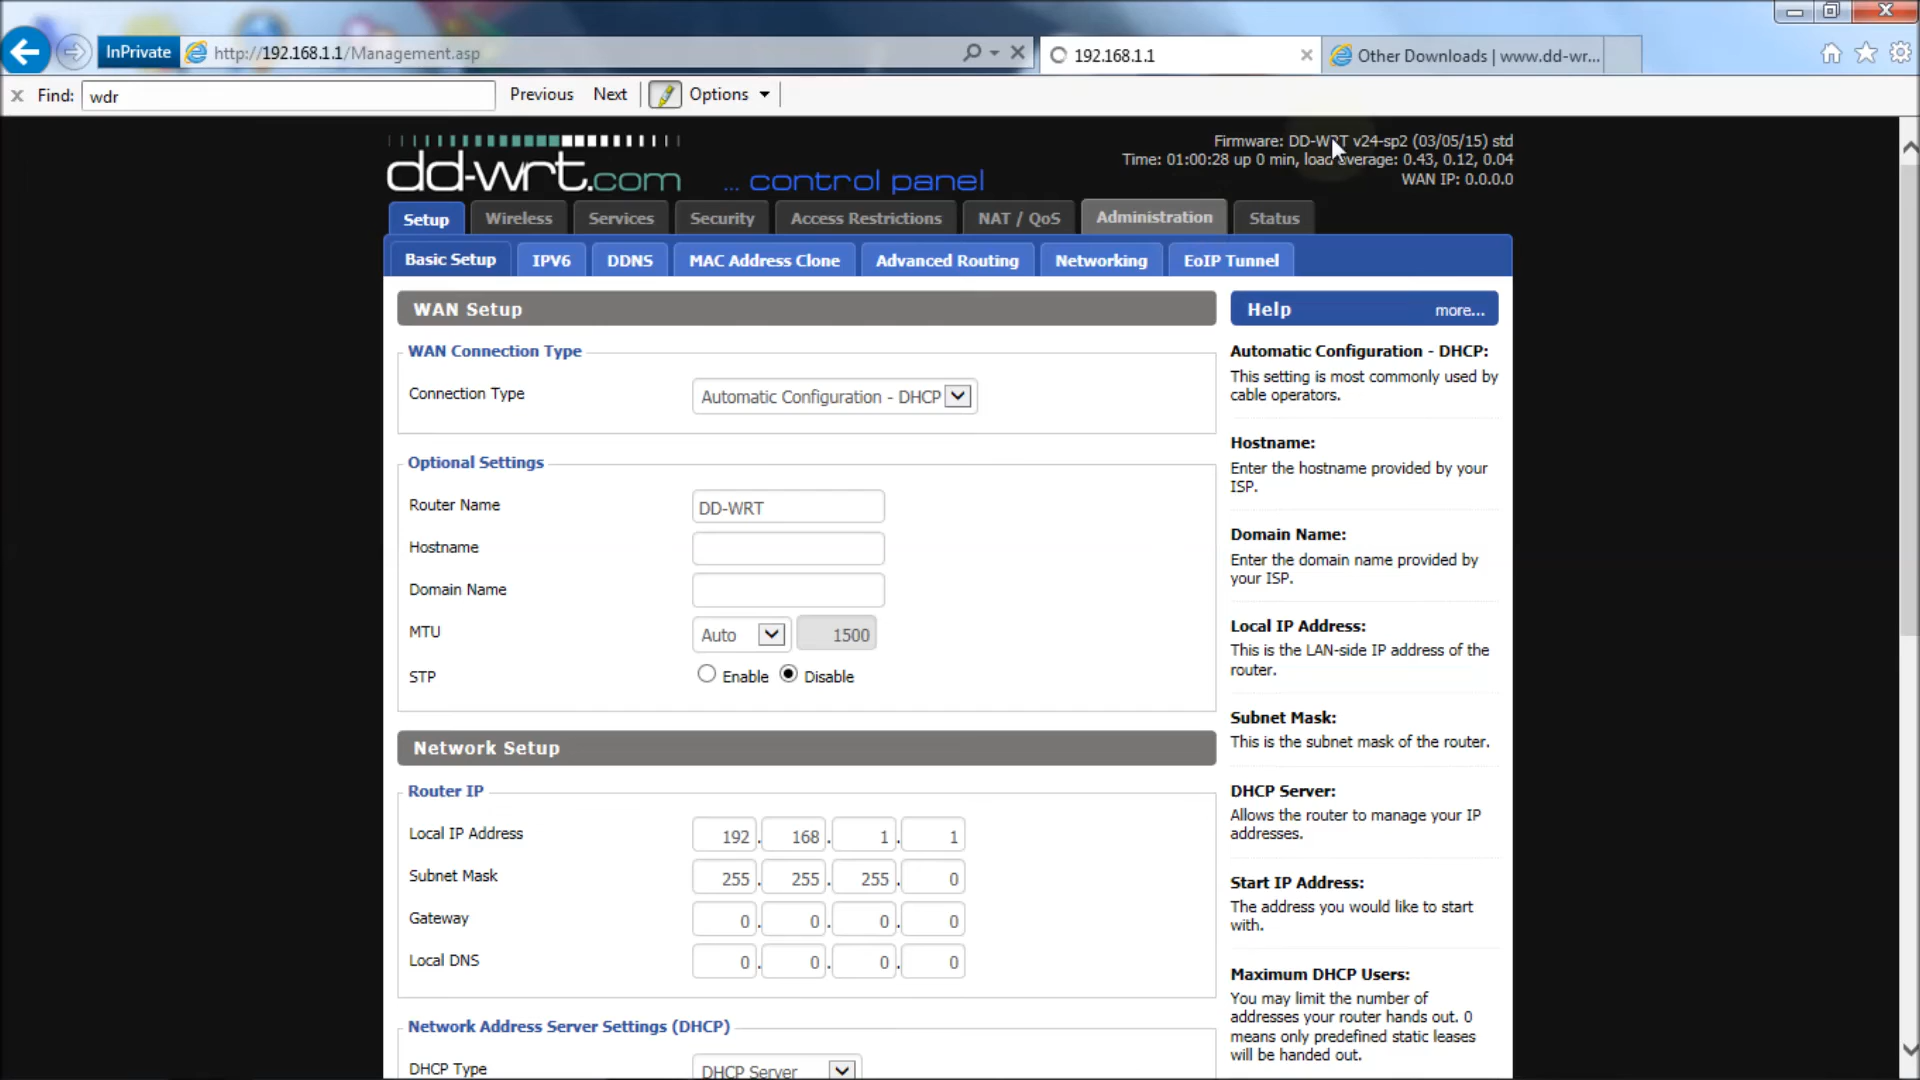 InPrivate http://192.168.1.1/Management.asp 192.168.1.1 Other Downloads | www.dd-wr...
Find: wdr Previous Next Options
Firmware: DD-WRT v24-sp2 (03/05/15) std
Time: 01:00:28 up 0 min, load average: 0.43, 0.12, 0.04
WAN IP: 0.0.0.0
dd-wrt.com ... control panel
Setup Wireless Services Security Access Restrictions NAT / QoS Administration Status
Basic Setup IPV6 DDNS MAC Address Clone Advanced Routing Networking EoIP Tunnel
WAN Setup
WAN Connection Type
Connection Type Automatic Configuration - DHCP
Optional Settings
Router Name DD-WRT
Hostname
Domain Name
MTU Auto 1500
STP Enable Disable
Network Setup
Router IP
Local IP Address 192. 168. 1. 1
Subnet Mask 255. 255. 255. 0
Gateway 0. 0. 0. 0
Local DNS 0. 0. 0. 0
Network Address Server Settings (DHCP)
DHCP Type DHCP Server
Help more...
Automatic Configuration - DHCP:
This setting is most commonly used by
cable operators.
Hostname:
Enter the hostname provided by your
ISP.
Domain Name:
Enter the domain name provided by
your ISP.
Local IP Address:
This is the LAN-side IP address of the
router.
Subnet Mask:
This is the subnet mask of the router.
DHCP Server:
Allows the router to manage your IP
addresses.
Start IP Address:
The address you would like to start
with.
Maximum DHCP Users:
You may limit the number of
addresses your router hands out. 0
means only predefined static leases
will be handed out.